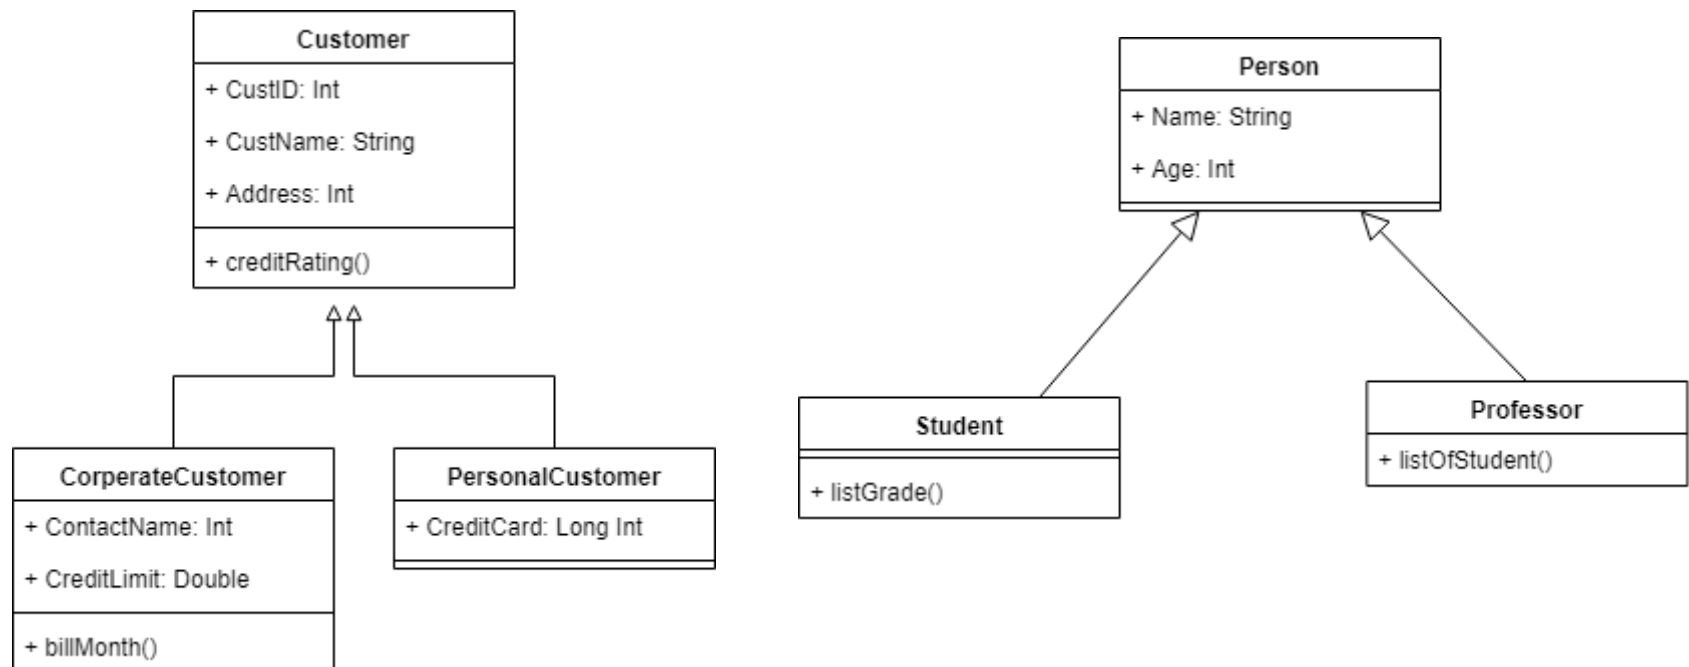 Customer
+ CustID: Int
+ CustName: String
+ Address: Int
+ creditRating()
CorperateCustomer
+ ContactName: Int
+ CreditLimit: Double
+ billMonth()
PersonalCustomer
+ CreditCard: Long Int
Person
+ Name: String
+ Age: Int
Student
+ listGrade()
Professor
+ listOfStudent()